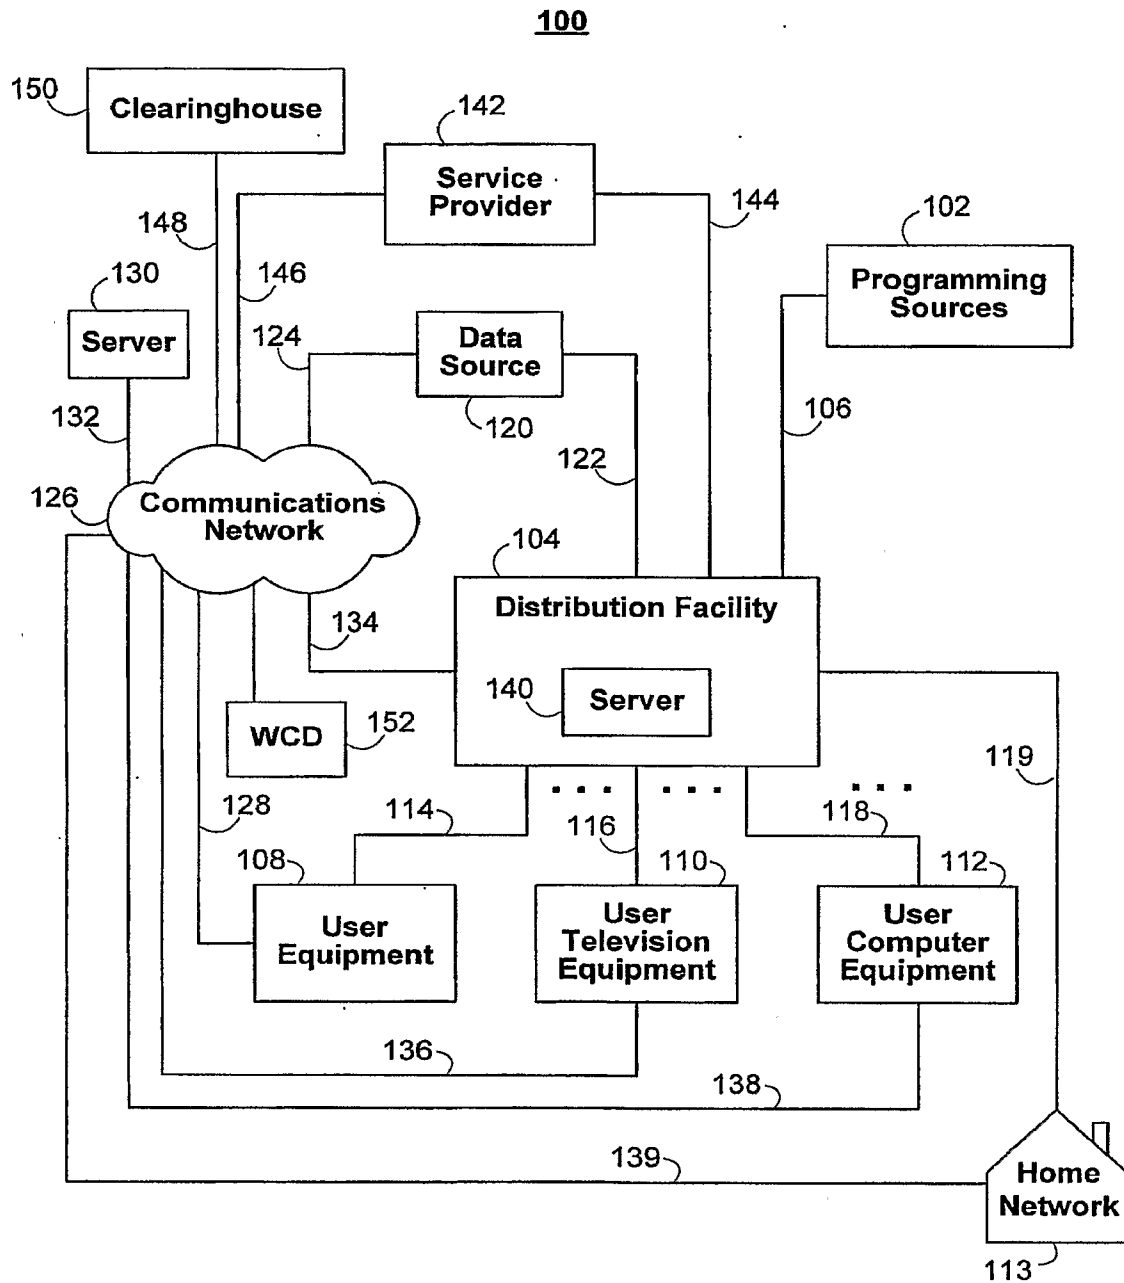 100
150
Clearinghouse
142
Service
Provider
144
102
Programming
Sources
148
146
130
Server
124
Data
Source
120
106
132
122
126
Communications
Network
104
Distribution Facility
134
140
Server
WCD
152
119
128
114
116
118
108
User
Equipment
110
User
Television
Equipment
112
User
Computer
Equipment
136
138
139
Home
Network
113